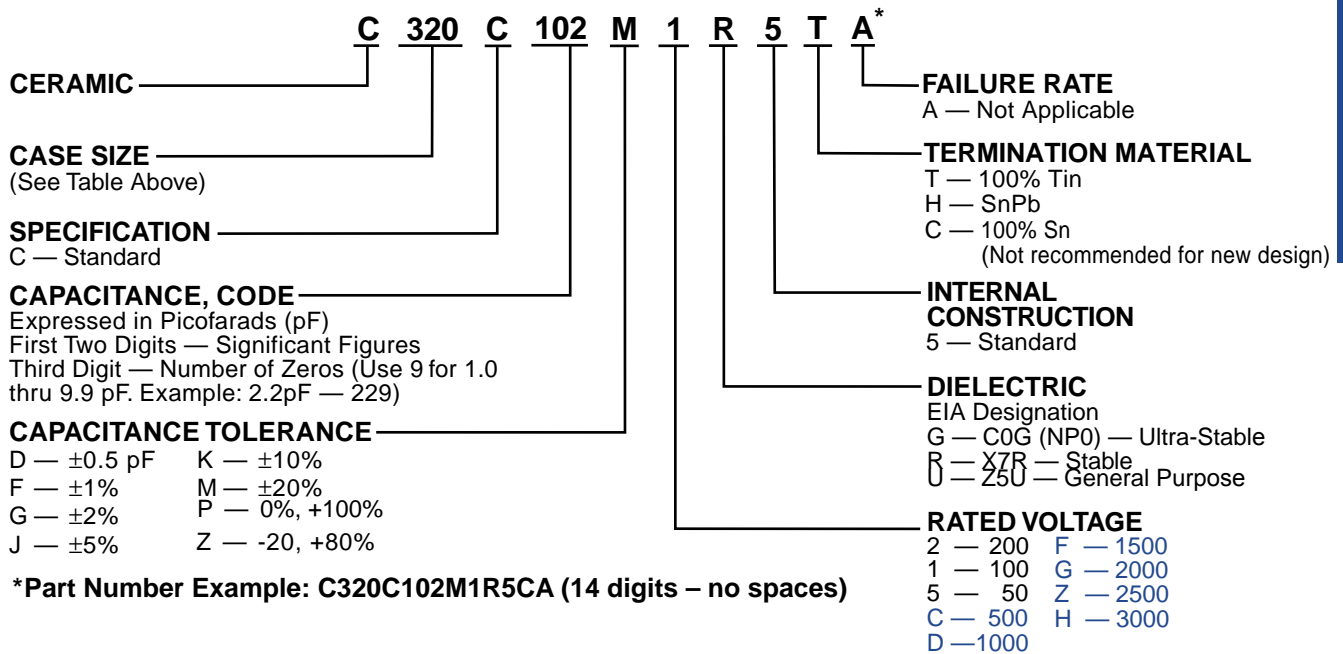 C 320 C 102 M 1 R 5 T A*
CERAMIC
CASE SIZE
(See Table Above)
SPECIFICATION
C — Standard
CAPACITANCE, CODE
Expressed in Picofarads (pF)
First Two Digits — Significant Figures
Third Digit — Number of Zeros (Use 9 for 1.0
thru 9.9 pF. Example: 2.2pF — 229)
CAPACITANCE TOLERANCE
D — ±0.5 pF K — ±10%
F — ±1% M — ±20%
G — ±2% P — 0%, +100%
J — ±5% Z — -20, +80%
FAILURE RATE
A — Not Applicable
TERMINATION MATERIAL
T — 100% Tin
H — SnPb
C — 100% Sn
(Not recommended for new design)
INTERNAL
CONSTRUCTION
5 — Standard
DIELECTRIC
EIA Designation
G — C0G (NP0) — Ultra-Stable
R — X7R — Stable
U — Z5U — General Purpose
RATED VOLTAGE
2 — 200 F — 1500
1 — 100 G — 2000
5 — 50 Z — 2500
C — 500 H — 3000
D —1000
*Part Number Example: C320C102M1R5CA (14 digits – no spaces)